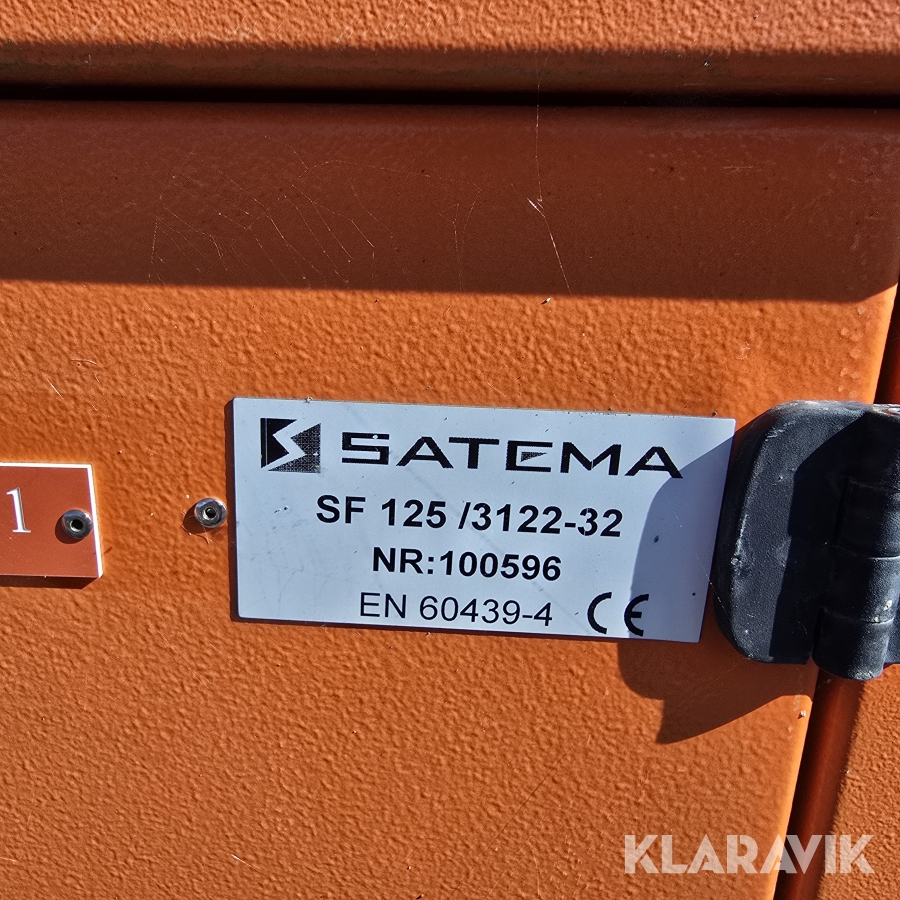 SATEMA
SF 125 /3122-32
NR:100596
EN 60439-4 CE
1
KLARAVIK